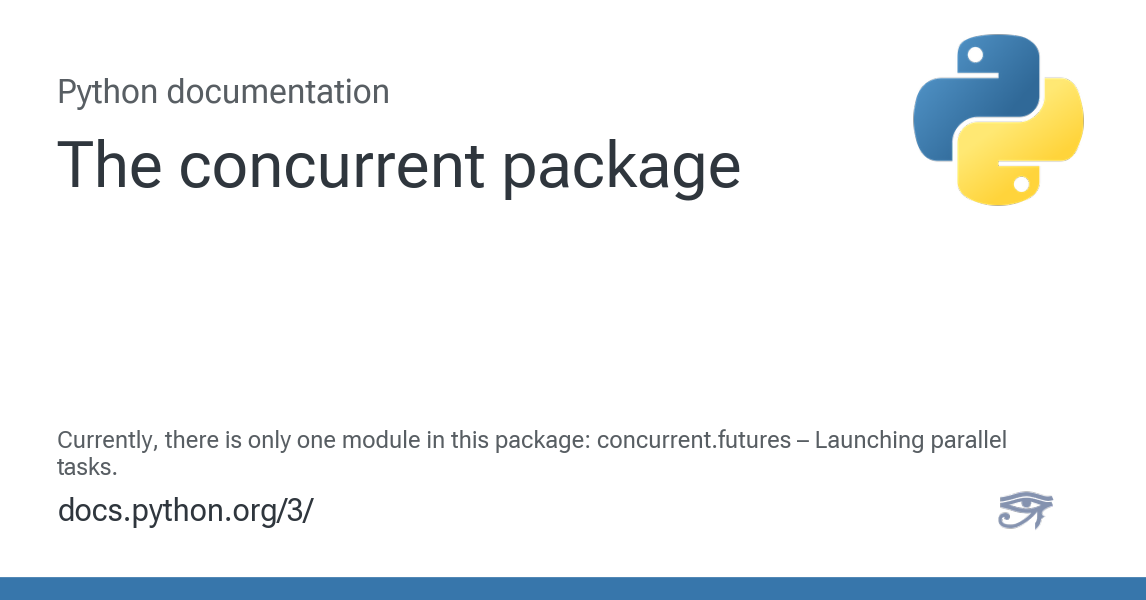 Python documentation
The concurrent package
Currently, there is only one module in this package: concurrent.futures – Launching parallel
tasks.
docs.python.org/3/